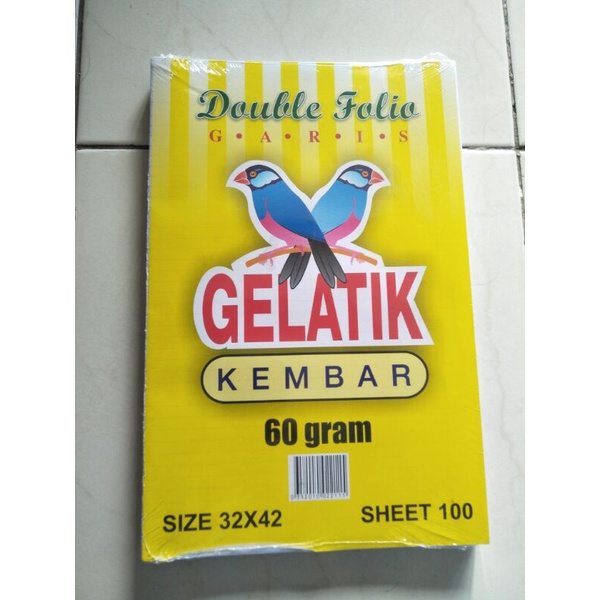 Double Folio
G•A•R•I•S
GELATIK
KEMBAR
60 gram
SIZE 32X42
SHEET 100